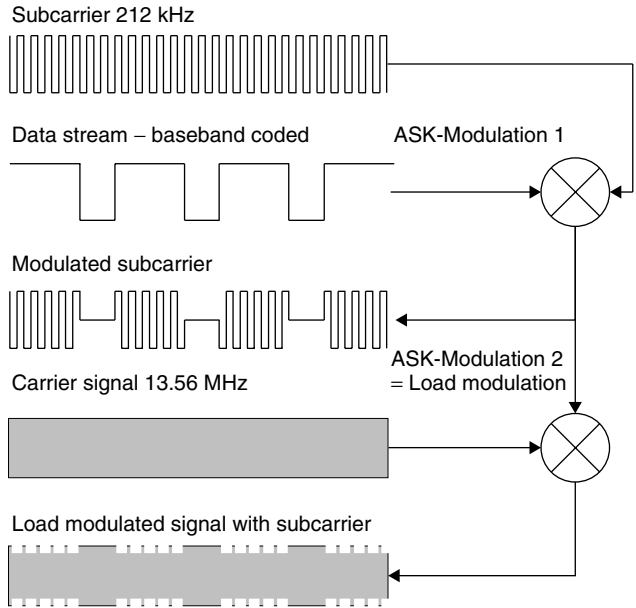 Subcarrier 212 kHz
Data stream – baseband coded
ASK-Modulation 1
Modulated subcarrier
ASK-Modulation 2
= Load modulation
Carrier signal 13.56 MHz
Load modulated signal with subcarrier